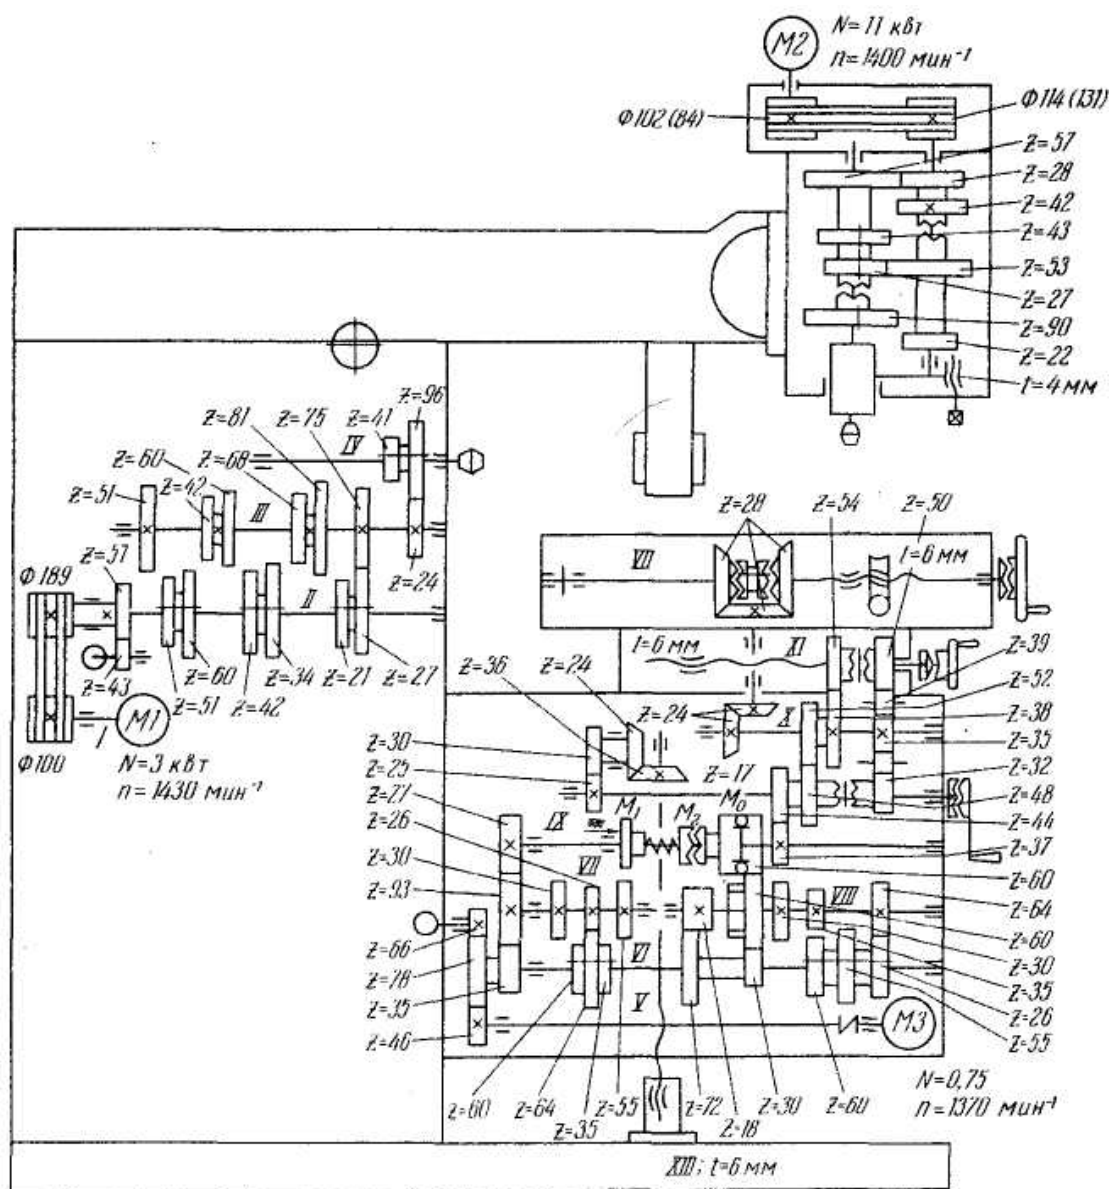 M2
N=11 квт
n=1400 мин⁻¹
Ф102(84)
Ф114(131)
z=57
z=28
z=42
z=43
z=53
z=27
z=90
z=22
t=4 мм
z=96
z=41
z=81
z=75
IV
z=60
z=68
z=42
z=51
III
z=57
Ф189
z=24
II
z=43
z=60
z=34
z=21
z=27
z=51
z=42
M1
I
Ф100
N=3 квт
n=1430 мин⁻¹
z=28
z=54
z=50
VII
t=6 мм
t=6 мм
XI
z=39
z=24
z=36
z=52
z=24
X
z=38
z=30
z=35
z=25
z=17
z=32
z=27
M₁
M₂
M₀
z=48
z=26
IX
z=44
z=30
VII
z=37
z=93
z=60
VIII
z=64
z=66
z=60
z=78
VI
z=30
z=35
V
z=35
z=46
M3
z=26
z=55
z=60
z=64
z=55
z=72
z=30
z=60
z=35
z=18
N=0,75
n=1370 мин⁻¹
XIII; t=6 мм